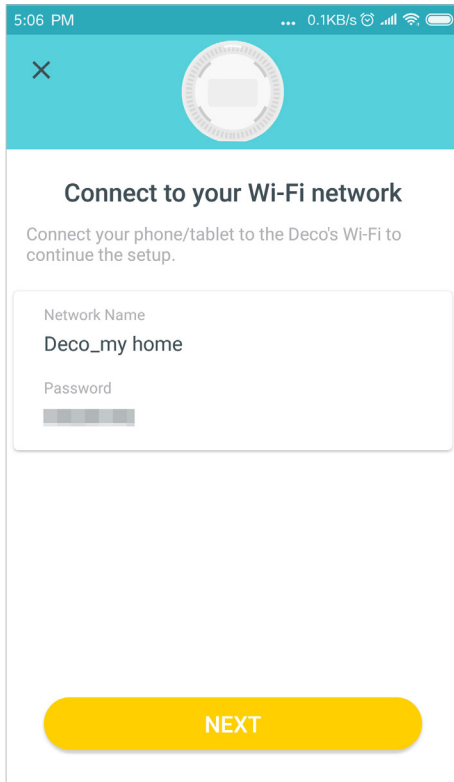 5:06 PM ... 0.1KB/s
Connect to your Wi-Fi network
Connect your phone/tablet to the Deco's Wi-Fi to
continue the setup.
Network Name
Deco_my home
Password
NEXT